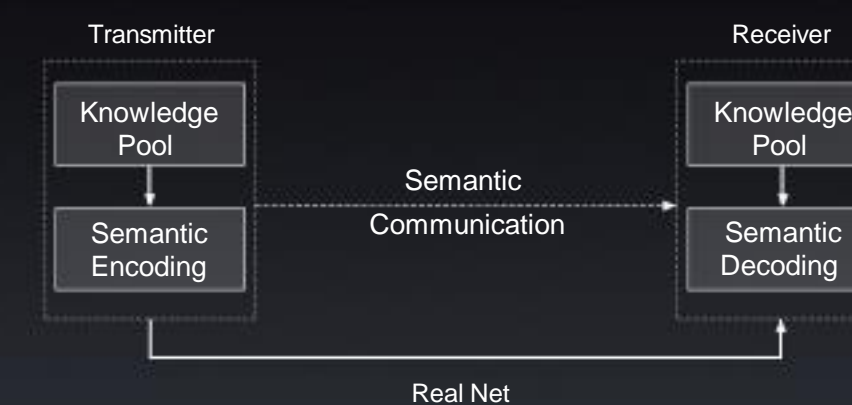 Transmitter
Receiver
Knowledge
Pool
Knowledge
Pool
Semantic
Communication
Semantic
Encoding
Semantic
Decoding
Real Net